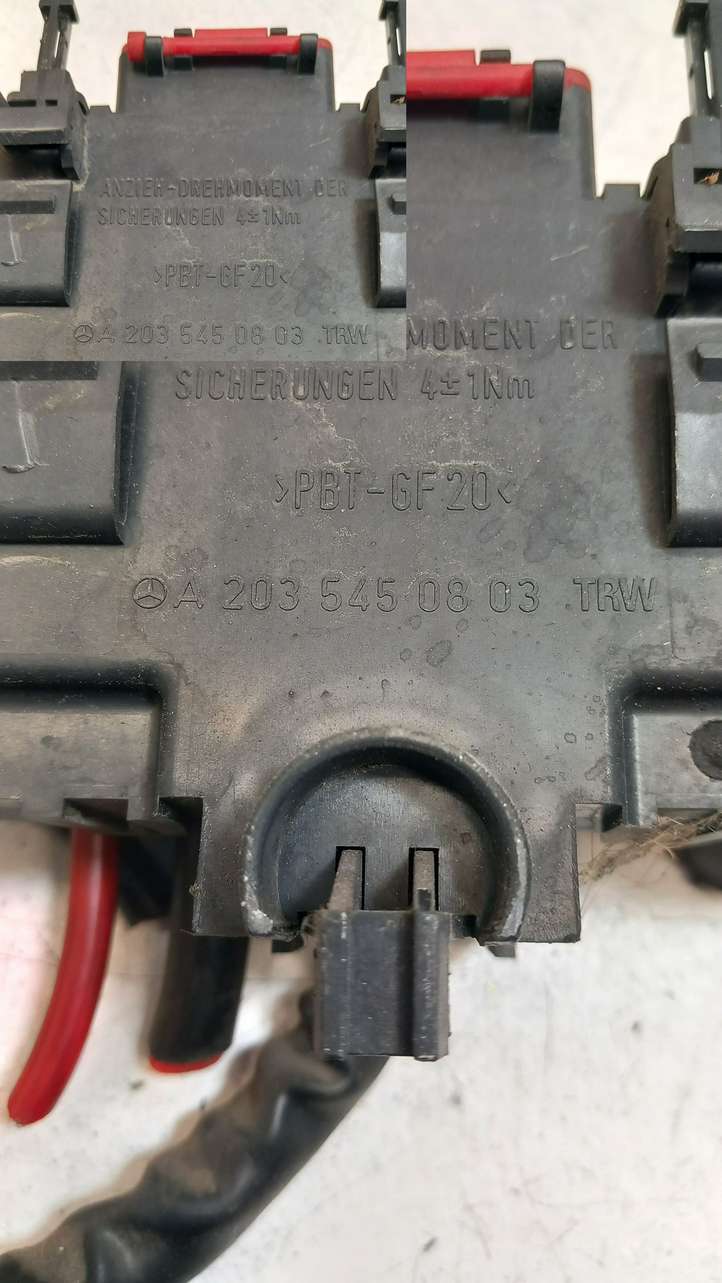 ANZIEH-DREHMOMENT DER
SICHERUNGEN 4±1Nm
>PBT-GF20<
A 203 545 08 03 TRW
MOMENT DER
SICHERUNGEN 4±1Nm
>PBT-GF20<
A 203 545 08 03 TRW